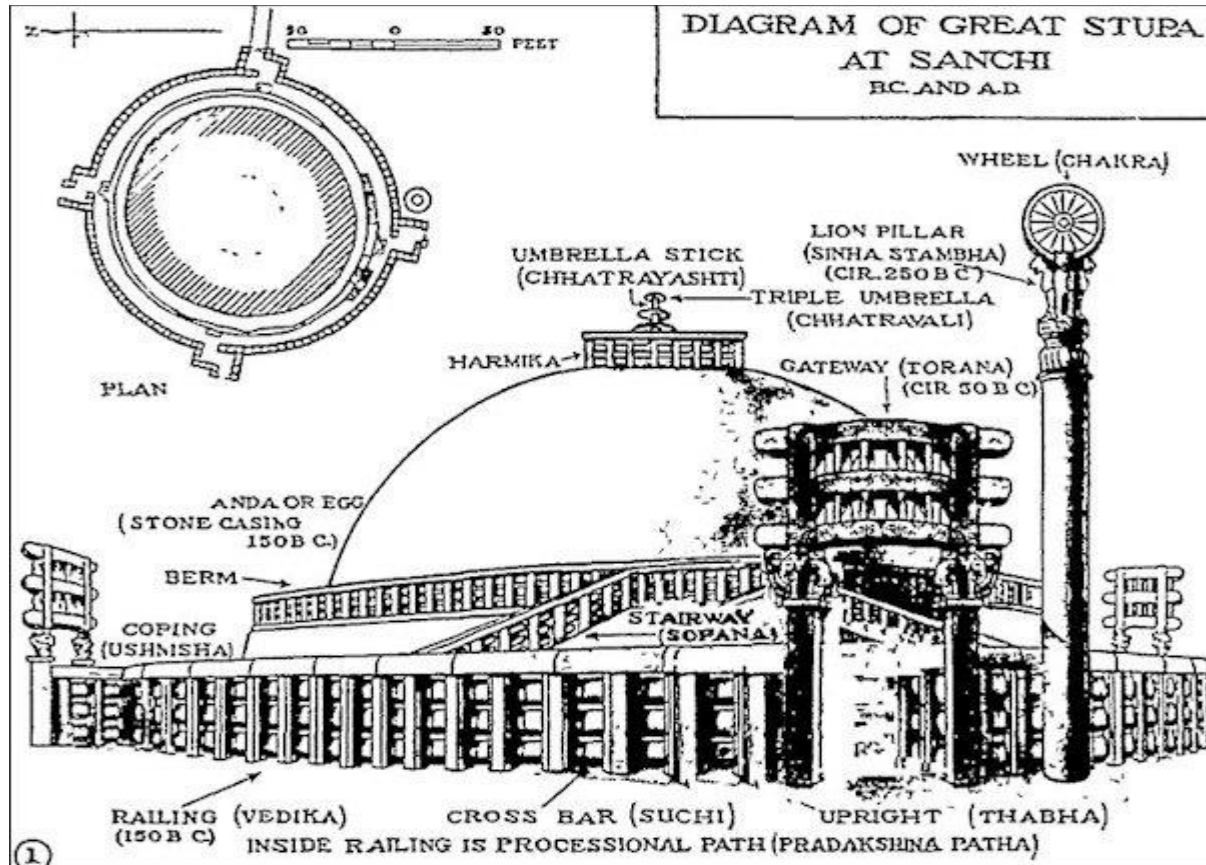 Z
50 0 50 FEET
DIAGRAM OF GREAT STUPA
AT SANCHI
B.C. AND A.D.
PLAN
WHEEL (CHAKRA)
LION PILLAR
(SINHA STAMBHA)
(CIR. 250 B C)
UMBRELLA STICK
(CHHATRAYASHTI)
TRIPLE UMBRELLA
(CHHATRAVALI)
HARMIKA
GATEWAY (TORANA)
(CIR 50 B C)
ANDA OR EGG
(STONE CASING
150 B C.)
BERM
STAIRWAY
(SOPANA)
COPING
(USHNISHA)
RAILING (VEDIKA)
(150 B C)
CROSS BAR (SUCHI)
UPRIGHT (THABHA)
INSIDE RAILING IS PROCESSIONAL PATH (PRADAKSHINA PATHA)
1